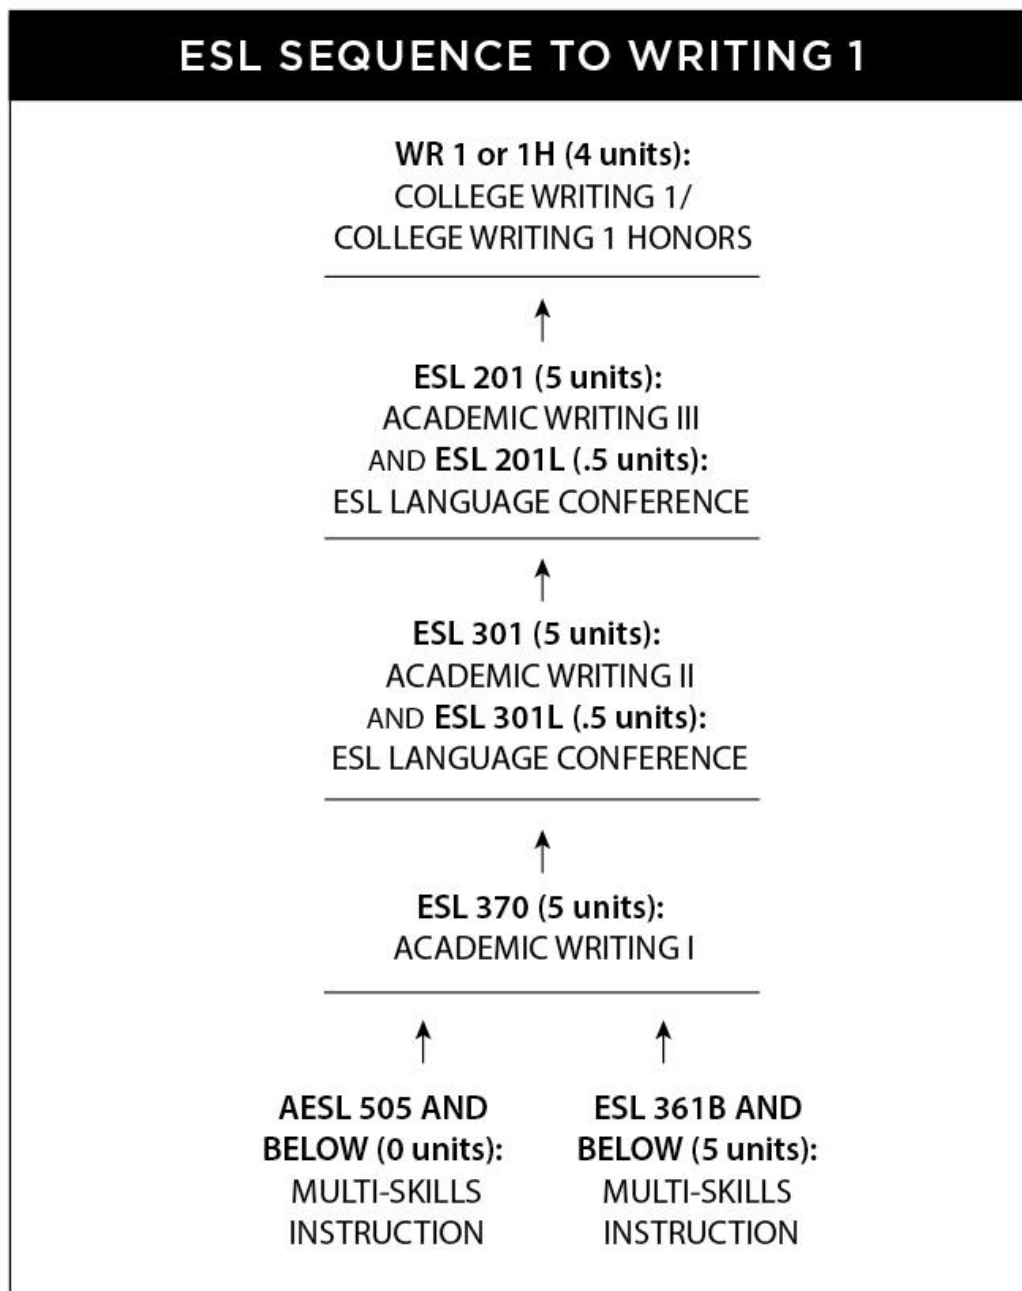 ESL SEQUENCE TO WRITING 1
WR 1 or 1H (4 units):
COLLEGE WRITING 1/
COLLEGE WRITING 1 HONORS
ESL 201 (5 units):
ACADEMIC WRITING III
AND ESL 201L (.5 units):
ESL LANGUAGE CONFERENCE
ESL 301 (5 units):
ACADEMIC WRITING II
AND ESL 301L (.5 units):
ESL LANGUAGE CONFERENCE
ESL 370 (5 units):
ACADEMIC WRITING I
AESL 505 AND
BELOW (0 units):
MULTI-SKILLS
INSTRUCTION
ESL 361B AND
BELOW (5 units):
MULTI-SKILLS
INSTRUCTION